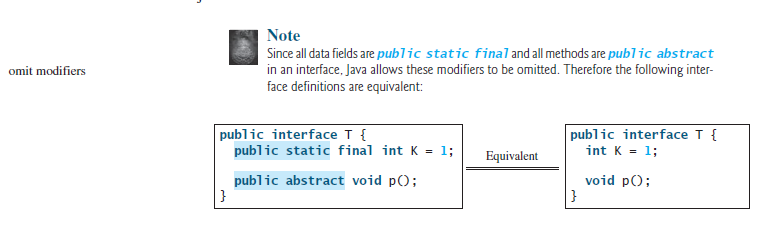 Note
Since all data fields are public static final and all methods are public abstract
omit modifiers
in an interface, Java allows these modifiers to be omitted. Therefore the following inter-
face definitions are equivalent:
public interface T {
public static final int K = 1;
public abstract void p();
}
Equivalent
public interface T {
int K = 1;
void p();
}